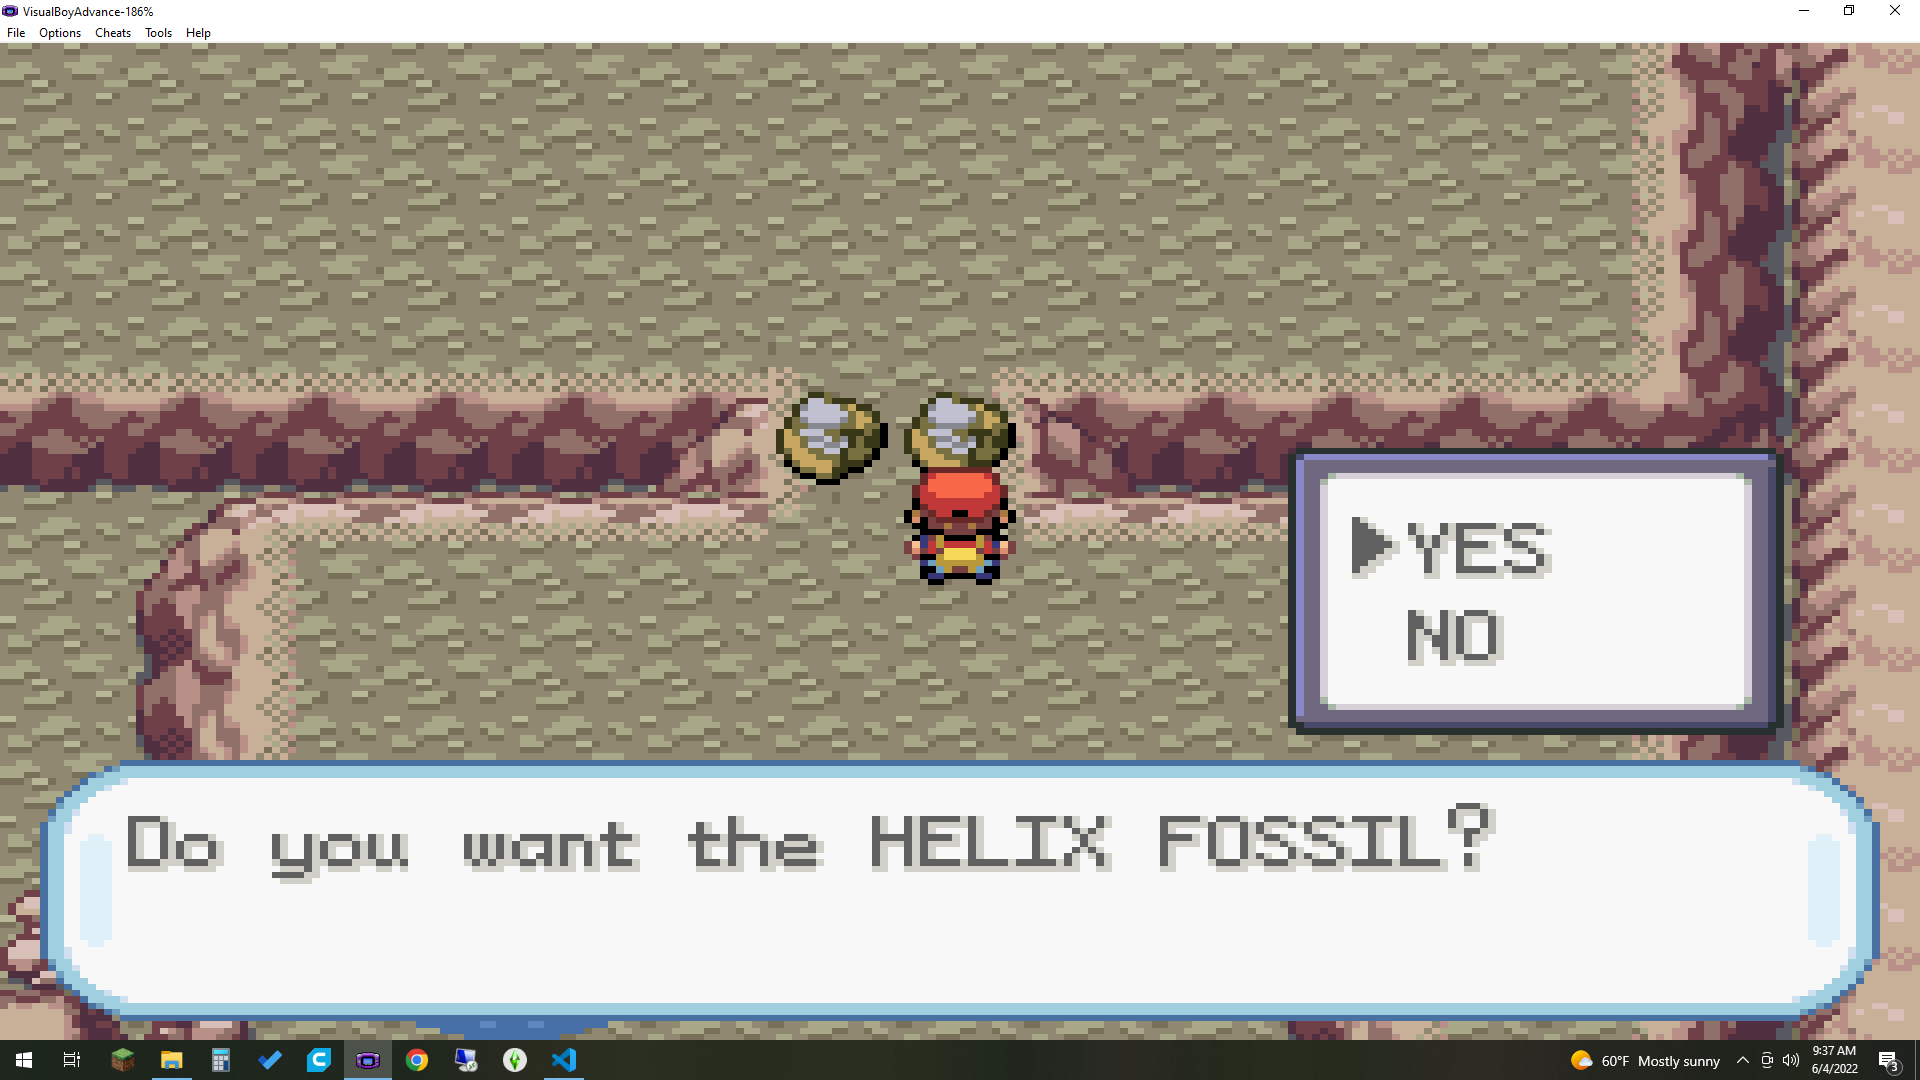 VisualBoyAdvance-186%
File Options Cheats Tools Help
YES
NO
Do you want the HELIX FOSSIL?
60°F Mostly sunny
9:37 AM
6/4/2022
3